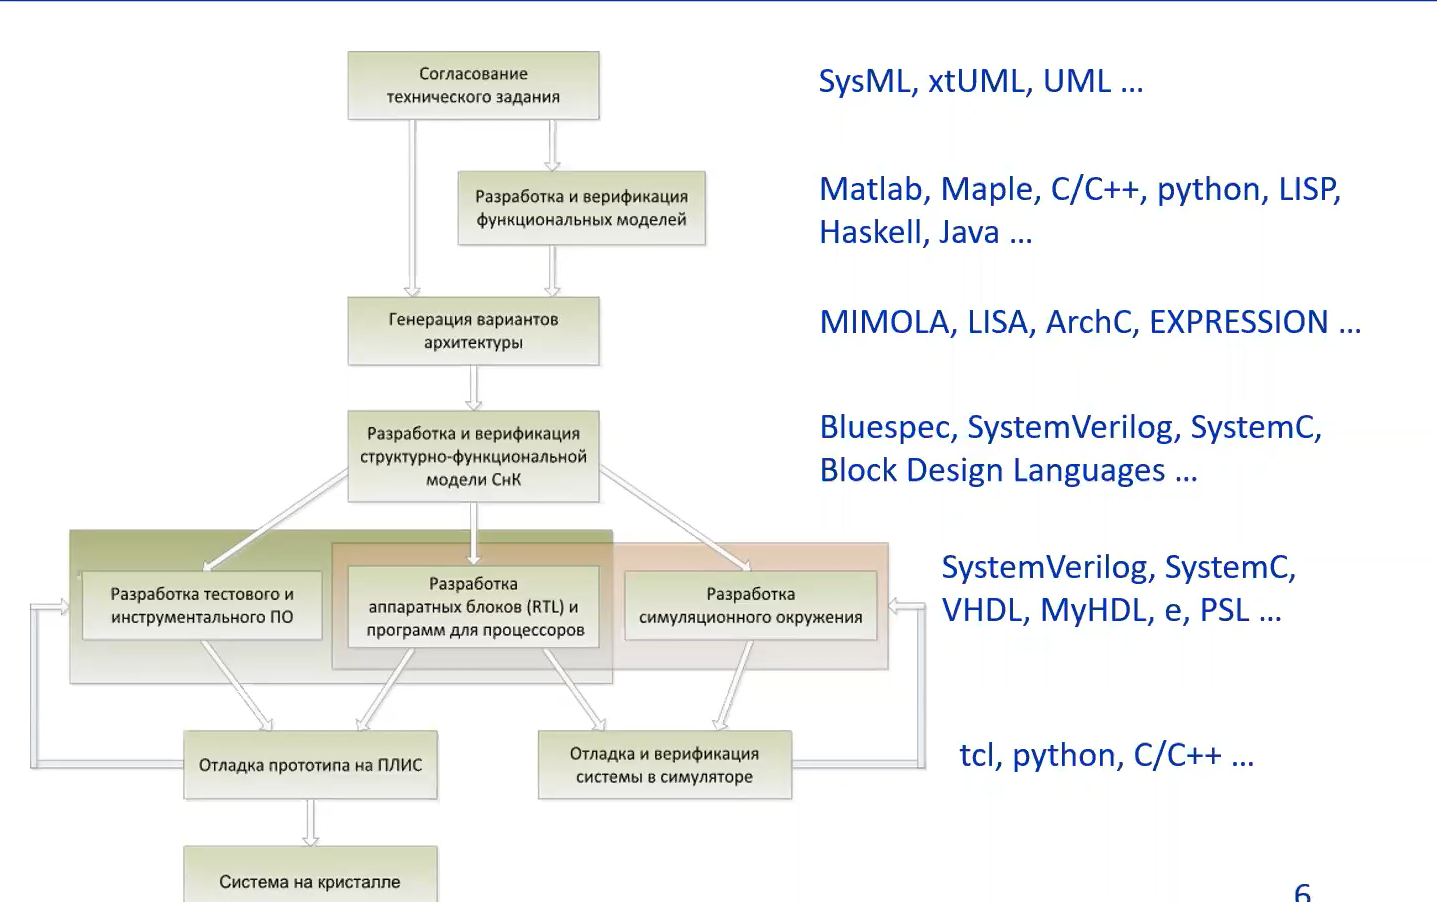 Согласование
технического задания
SysML, xtUML, UML ...
Разработка и верификация
функциональных моделей
Matlab, Maple, C/C++, python, LISP,
Haskell, Java ...
Генерация вариантов
архитектуры
MIMOLA, LISA, ArchC, EXPRESSION ...
Разработка и верификация
структурно-функциональной
модели СнК
Bluespec, SystemVerilog, SystemC,
Block Design Languages ...
Разработка тестового и
инструментального ПО
Разработка
аппаратных блоков (RTL) и
программ для процессоров
Разработка
симуляционного окружения
SystemVerilog, SystemC,
VHDL, MyHDL, e, PSL ...
Отладка прототипа на ПЛИС
Отладка и верификация
системы в симуляторе
tcl, python, C/C++ ...
Система на кристалле
6